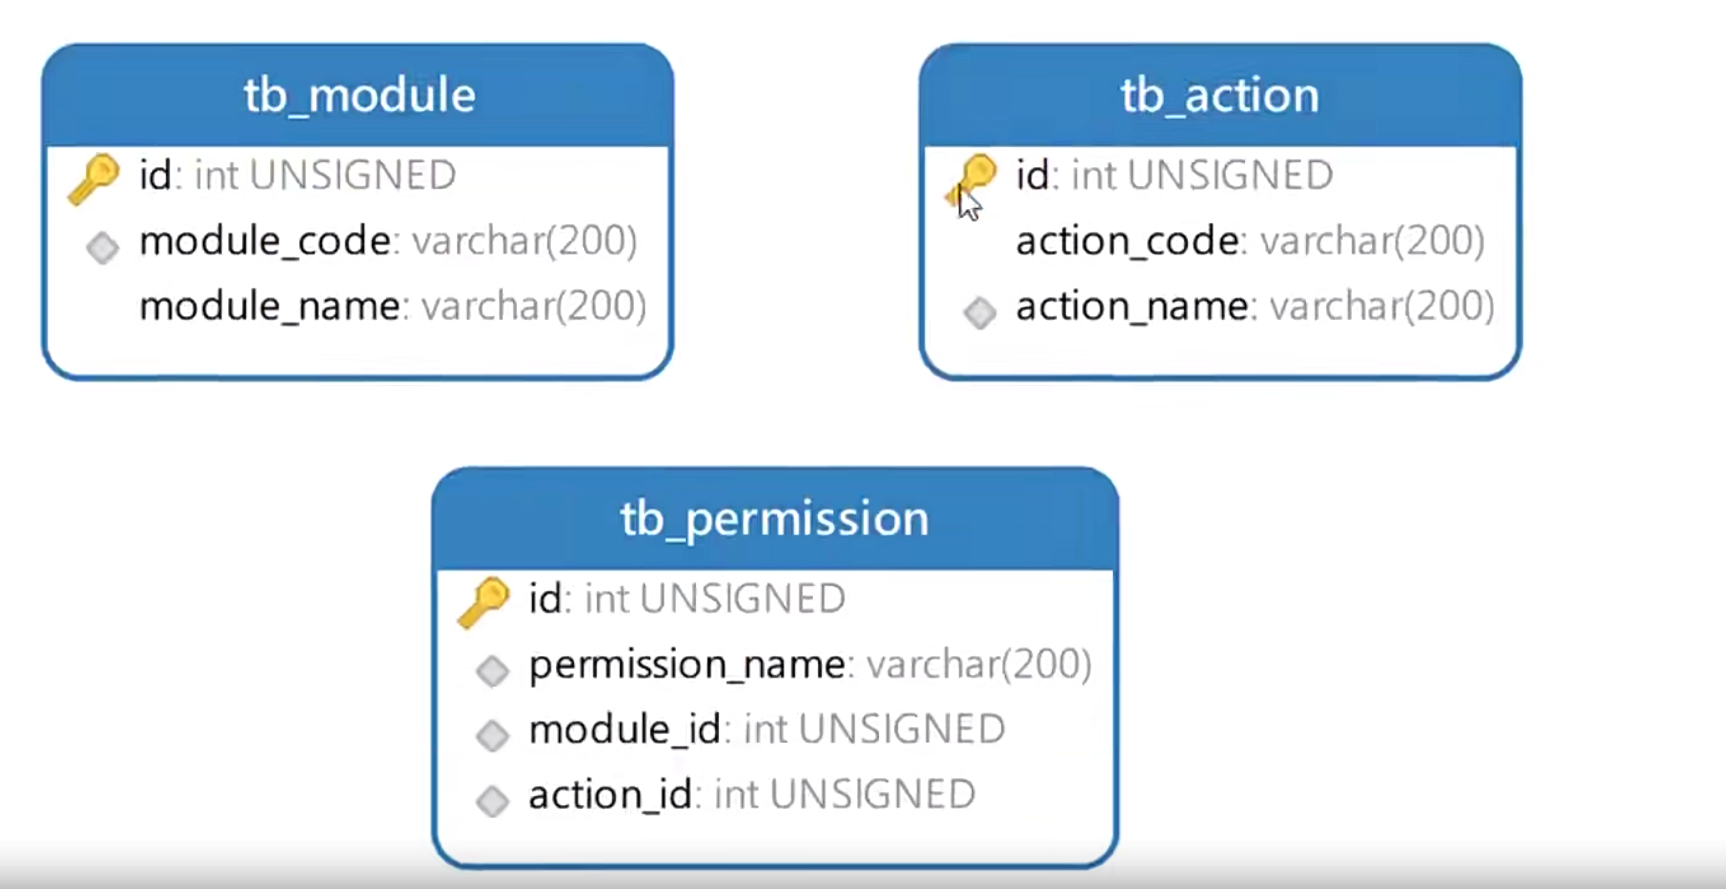 tb_module
id: int UNSIGNED
module_code: varchar(200)
module_name: varchar(200)
tb_action
id: int UNSIGNED
action_code: varchar(200)
action_name: varchar(200)
tb_permission
id: int UNSIGNED
permission_name: varchar(200)
module_id: int UNSIGNED
action_id: int UNSIGNED